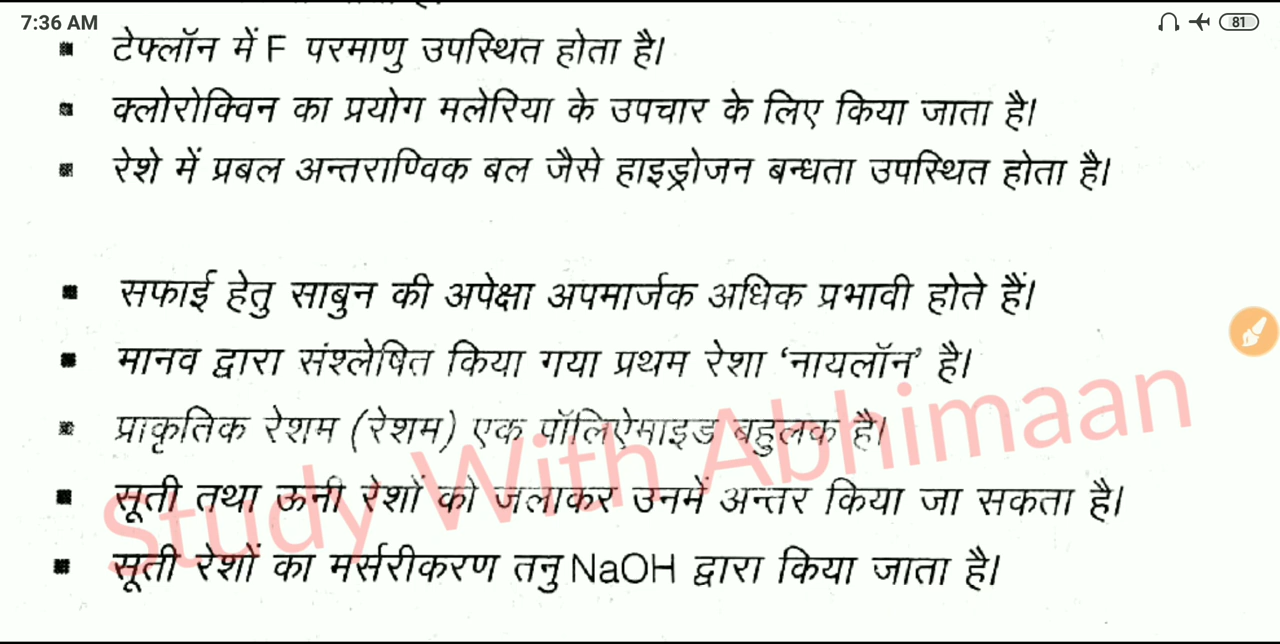 7:36 AM
81
टेफ्लॉन में F परमाणु उपस्थित होता है।
क्लोरोक्विन का प्रयोग मलेरिया के उपचार के लिए किया जाता है।
रेशे में प्रबल अन्तराण्विक बल जैसे हाइड्रोजन बन्धता उपस्थित होता है।
सफाई हेतु साबुन की अपेक्षा अपमार्जक अधिक प्रभावी होते हैं।
मानव द्वारा संश्लेषित किया गया प्रथम रेशा ‘नायलॉन’ है।
प्राकृतिक रेशम (रेशम) एक पॉलिऐमाइड बहुलक है।
सूती तथा ऊनी रेशों को जलाकर उनमें अन्तर किया जा सकता है।
सूती रेशों का मर्सरीकरण तनु NaOH द्वारा किया जाता है।
Study With Abhimaan